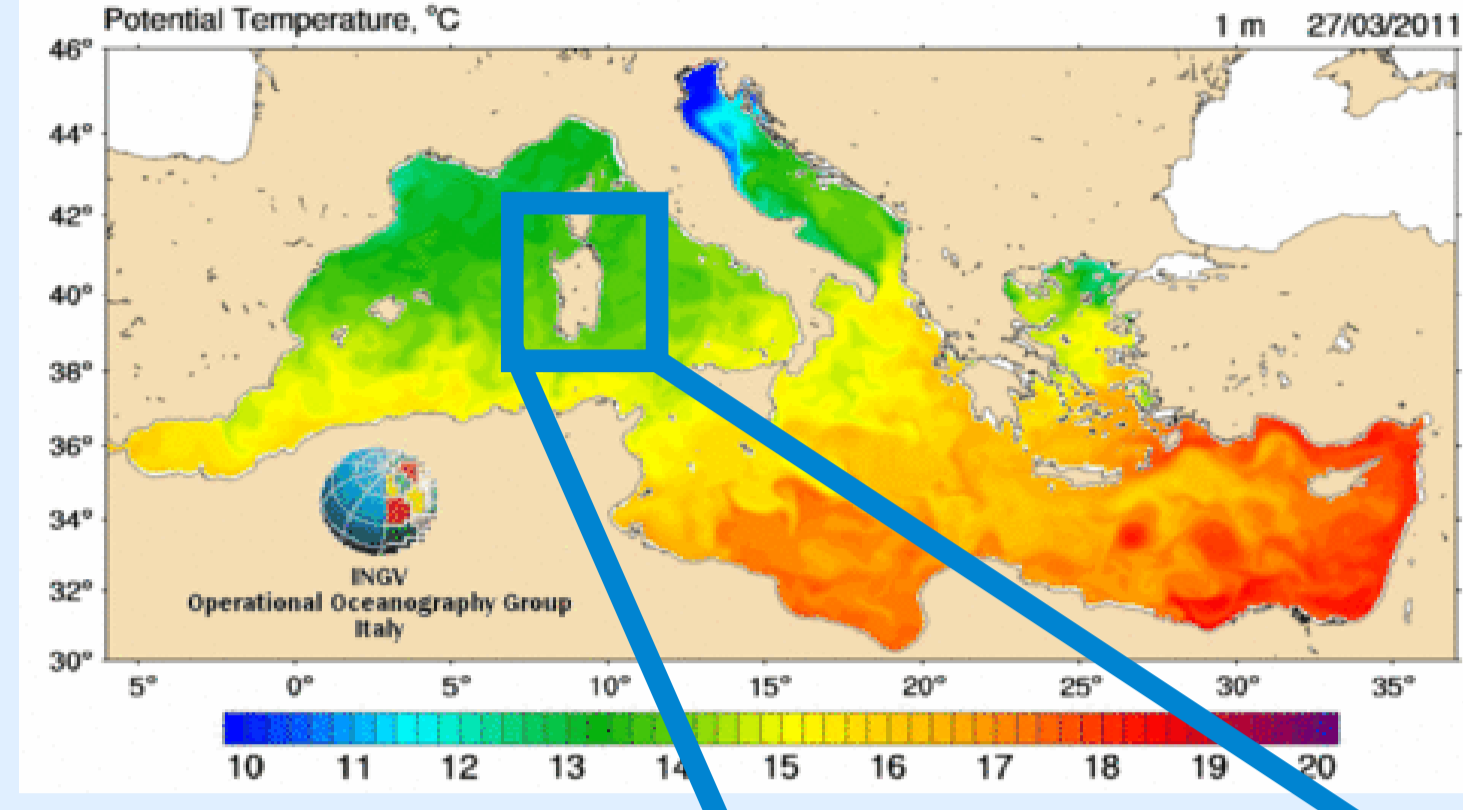 Potential Temperature, °C
1 m 27/03/2011
46°
44°
42°
40°
38°
36°
34°
32°
30°
5° 0° 5° 10° 15° 20° 25° 30° 35°
INGV
Operational Oceanography Group
Italy
10 11 12 13 14 15 16 17 18 19 20